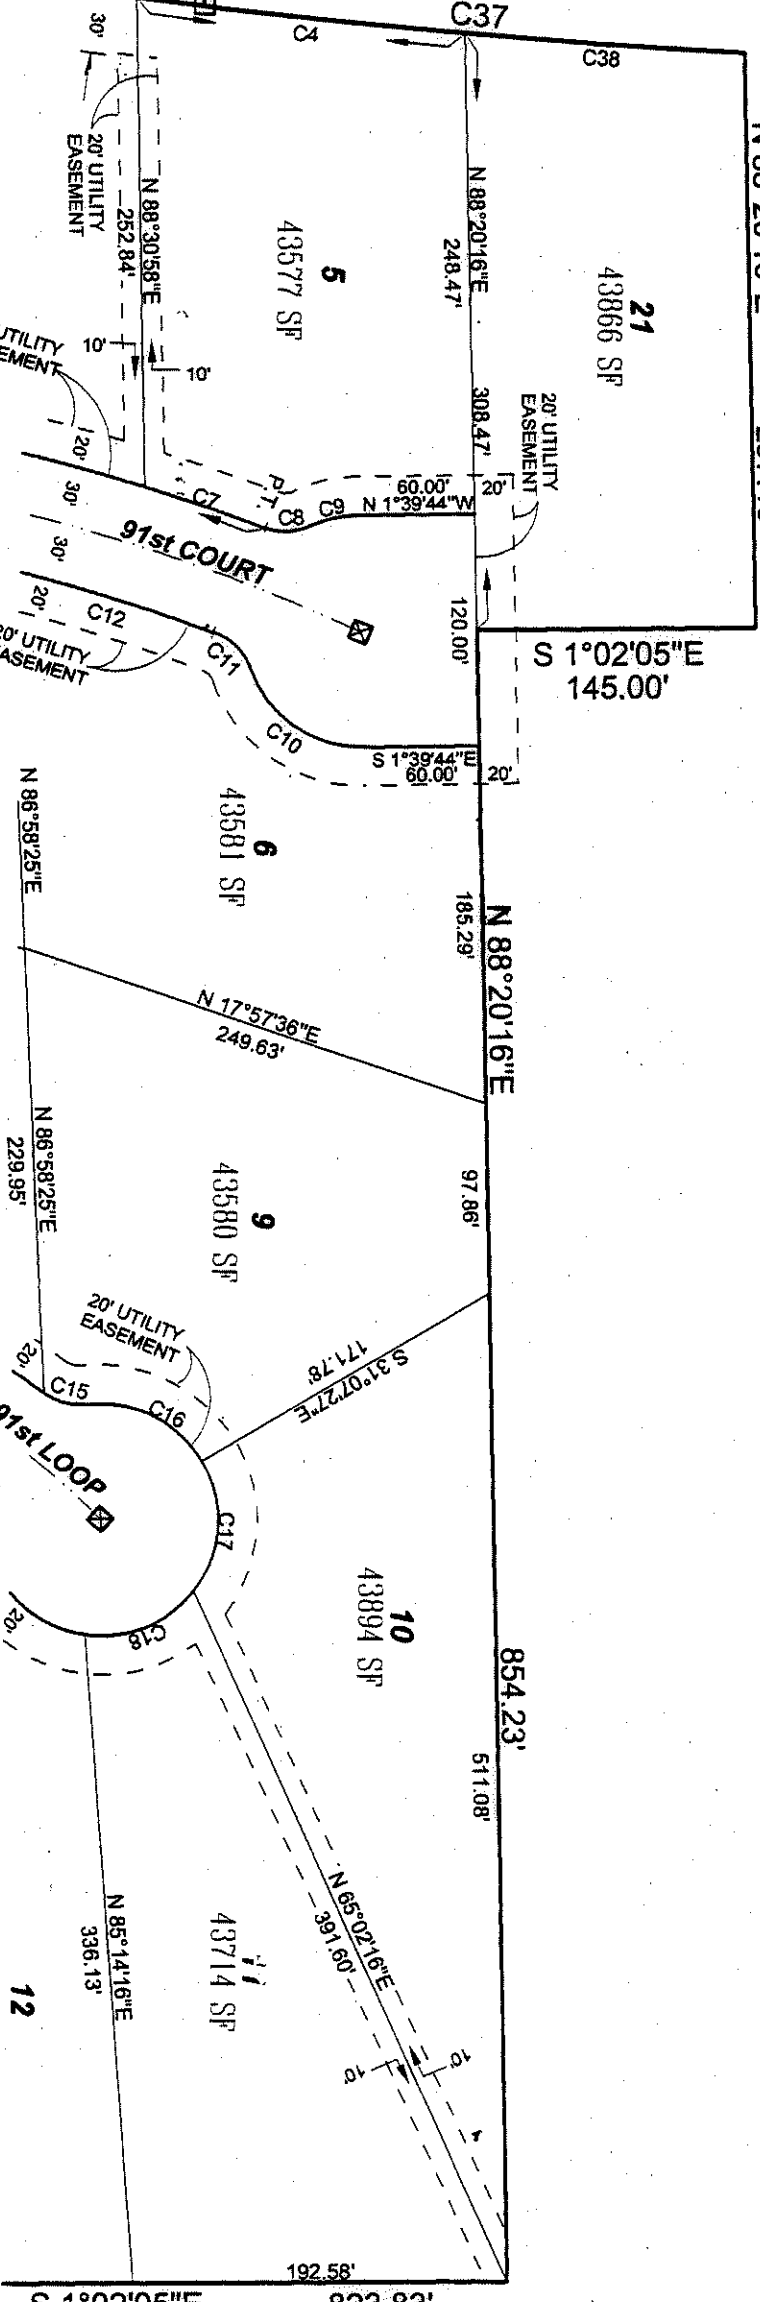 C37
C4
C38
30'
20' UTILITY
EASEMENT
N 88°30'58"E
252.84'
5
43577 SF
N 88°20'16"E
248.47'
21
43866 SF
308.47'
20' UTILITY
EASEMENT
10'
10'
UTILITY
20'
30'
30'
20'
C7
P.T.
C8
C9
60.00'
N 1°39'44"W
20'
91st COURT
C12
C11
C10
20' UTILITY
120.00'
S 1°02'05"E
145.00'
S 1°39'44"E
60.00'
20'
N 86°58'25"E
6
43581 SF
185.29'
N 88°20'16"E
N 17°57'36"E
249.63'
N 86°58'25"E
229.95'
9
43580 SF
97.86'
20' UTILITY
EASEMENT
S 31°07'27"E
171.78'
20'
C15
C16
91st LOOP
C17
C18
20'
10
43894 SF
854.23'
511.08'
N 65°02'16"E
391.60'
11
43714 SF
N 85°14'16"E
336.13'
12
10'
10'
192.58'
S 1°02'05"E
823.83'